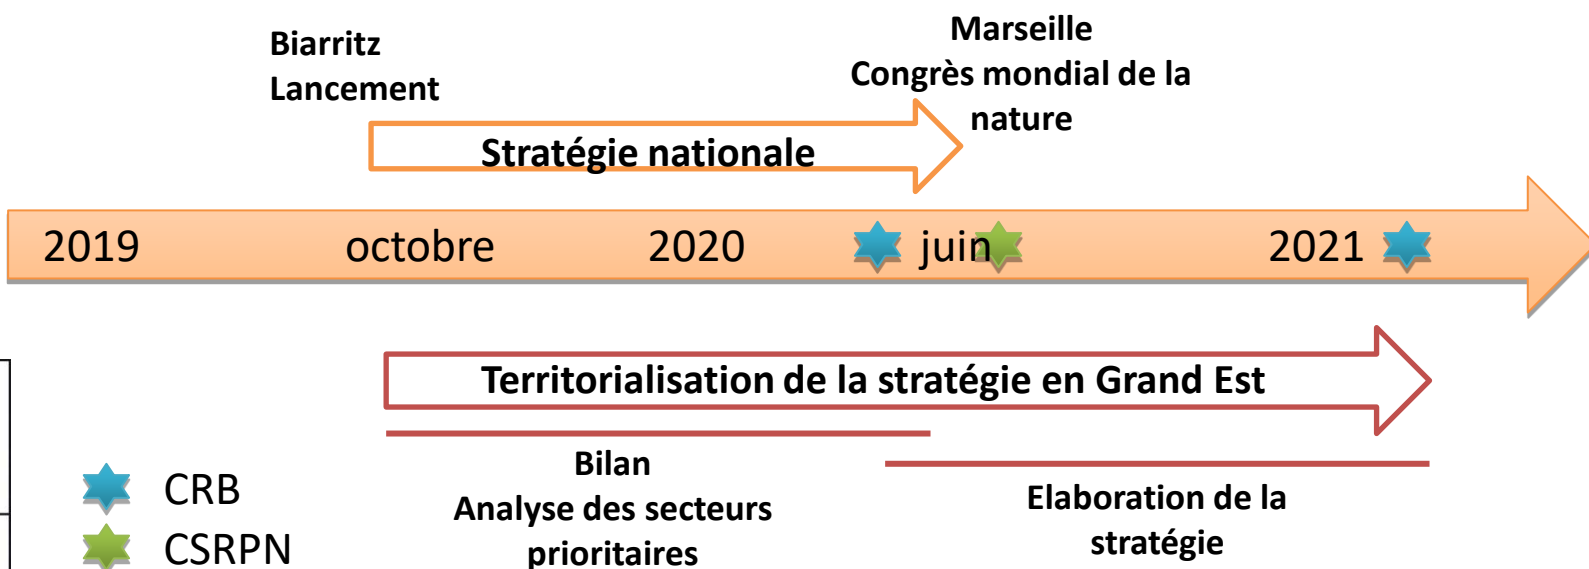 Biarritz
Lancement
Marseille
Congrès mondial de la
nature
Stratégie nationale
2019 octobre 2020 juin 2021
Territorialisation de la stratégie en Grand Est
Bilan
Analyse des secteurs
prioritaires
Elaboration de la
stratégie
CRB
CSRPN